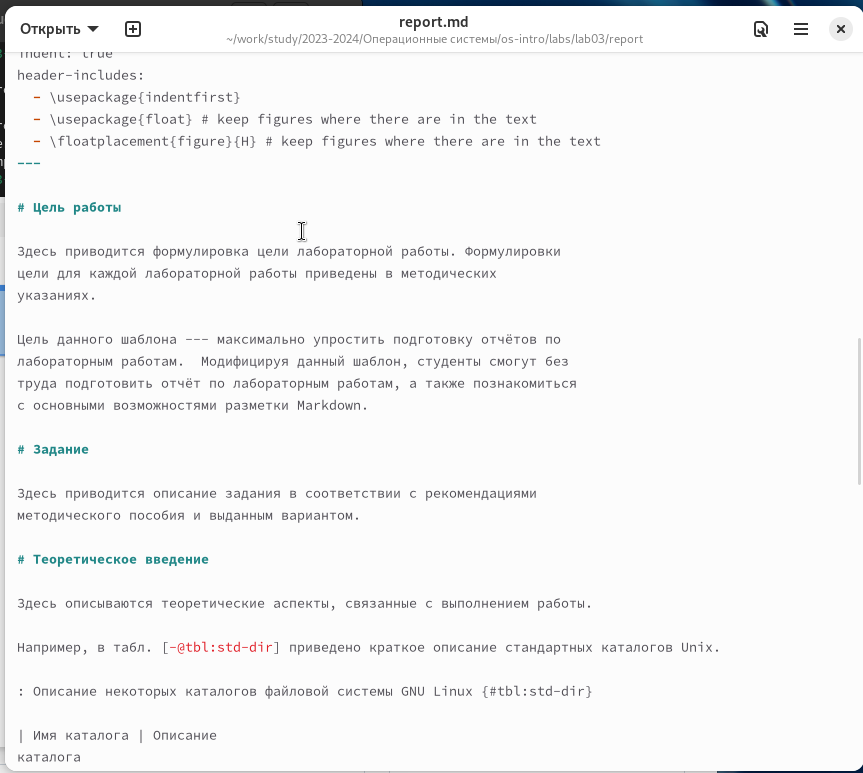 Открыть
report.md
~/work/study/2023-2024/Операционные системы/os-intro/labs/lab03/report
indent: true
header-includes:
  - \usepackage{indentfirst}
  - \usepackage{float} # keep figures where there are in the text
  - \floatplacement{figure}{H} # keep figures where there are in the text
---
# Цель работы
Здесь приводится формулировка цели лабораторной работы. Формулировки
цели для каждой лабораторной работы приведены в методических
указаниях.
Цель данного шаблона --- максимально упростить подготовку отчётов по
лабораторным работам.  Модифицируя данный шаблон, студенты смогут без
труда подготовить отчёт по лабораторным работам, а также познакомиться
с основными возможностями разметки Markdown.
# Задание
Здесь приводится описание задания в соответствии с рекомендациями
методического пособия и выданным вариантом.
# Теоретическое введение
Здесь описываются теоретические аспекты, связанные с выполнением работы.
Например, в табл. [-@tbl:std-dir] приведено краткое описание стандартных каталогов Unix.
: Описание некоторых каталогов файловой системы GNU Linux {#tbl:std-dir}
| Имя каталога | Описание
каталога